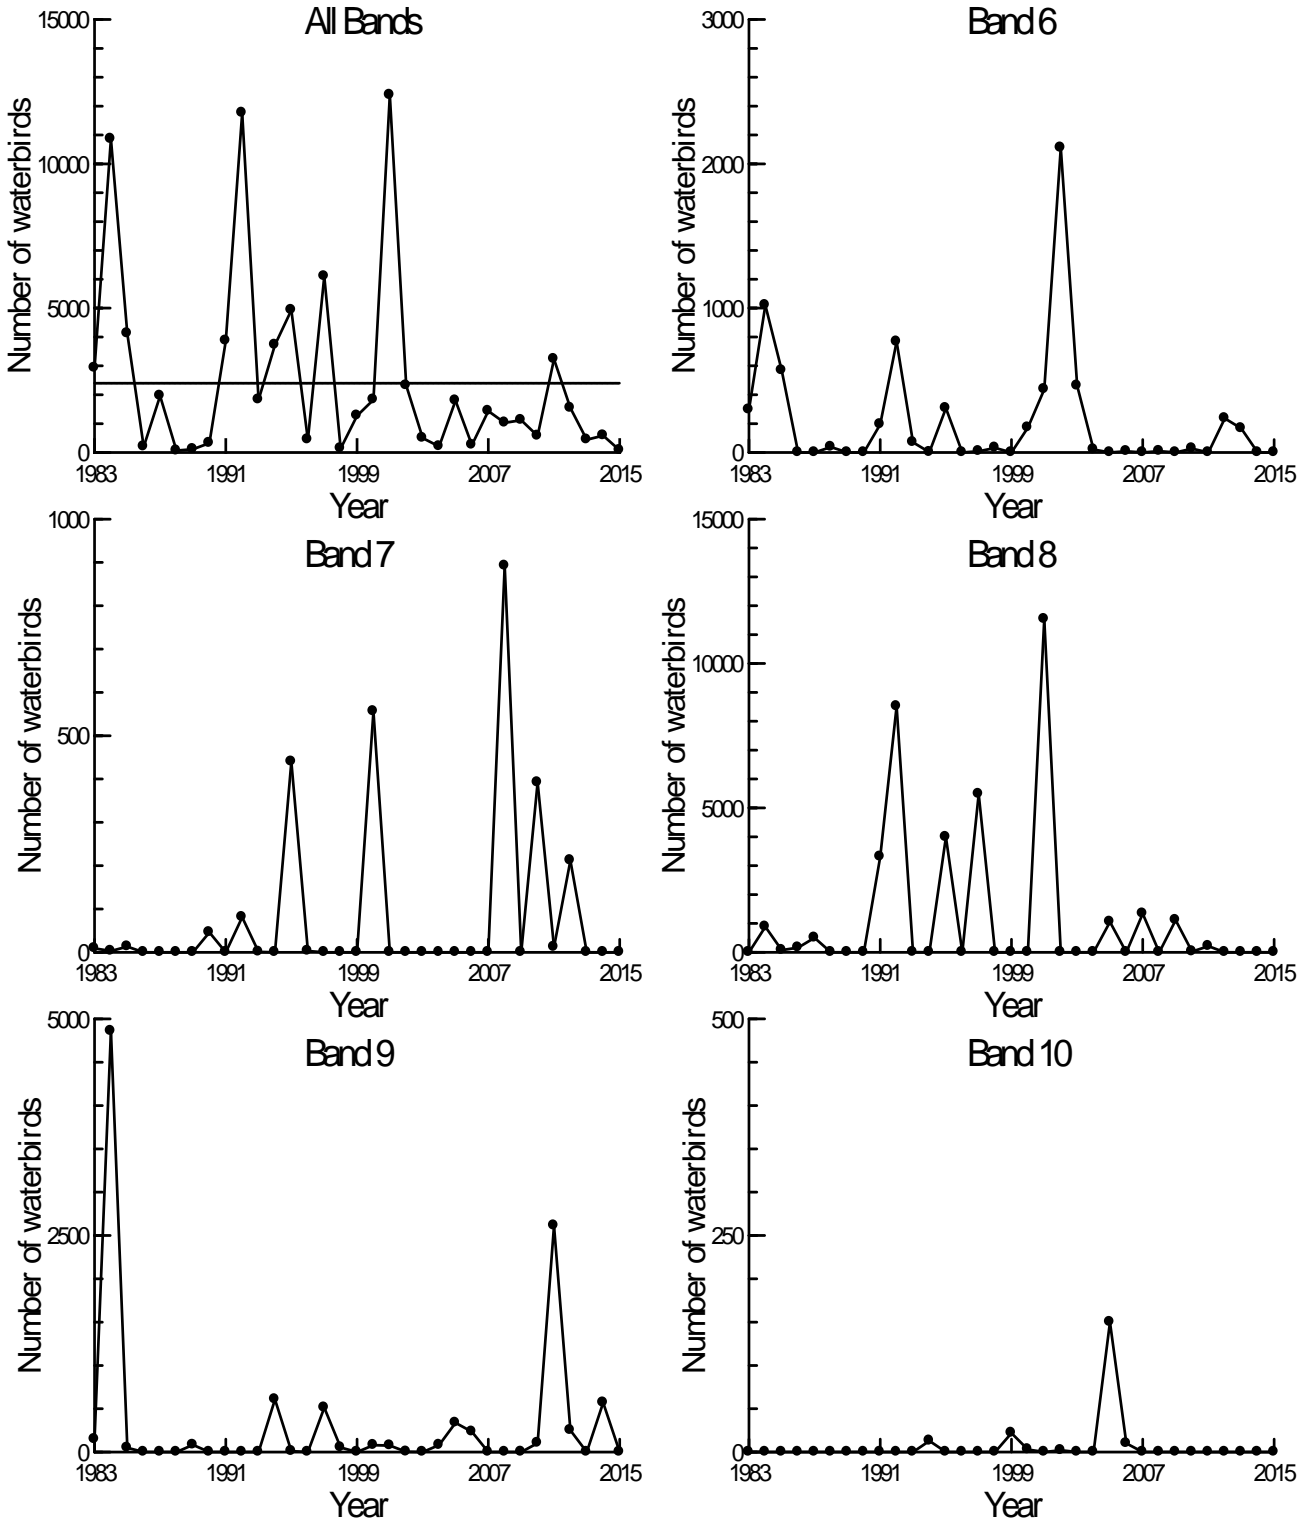 All Bands
Number of waterbirds
15000
10000
5000
0
1983 1991 1999 2007 2015
Year
Band 6
Number of waterbirds
3000
2000
1000
0
1983 1991 1999 2007 2015
Year
Band 7
Number of waterbirds
1000
500
0
1983 1991 1999 2007 2015
Year
Band 8
Number of waterbirds
15000
10000
5000
0
1983 1991 1999 2007 2015
Year
Band 9
Number of waterbirds
5000
2500
0
1983 1991 1999 2007 2015
Year
Band 10
Number of waterbirds
500
250
0
1983 1991 1999 2007 2015
Year